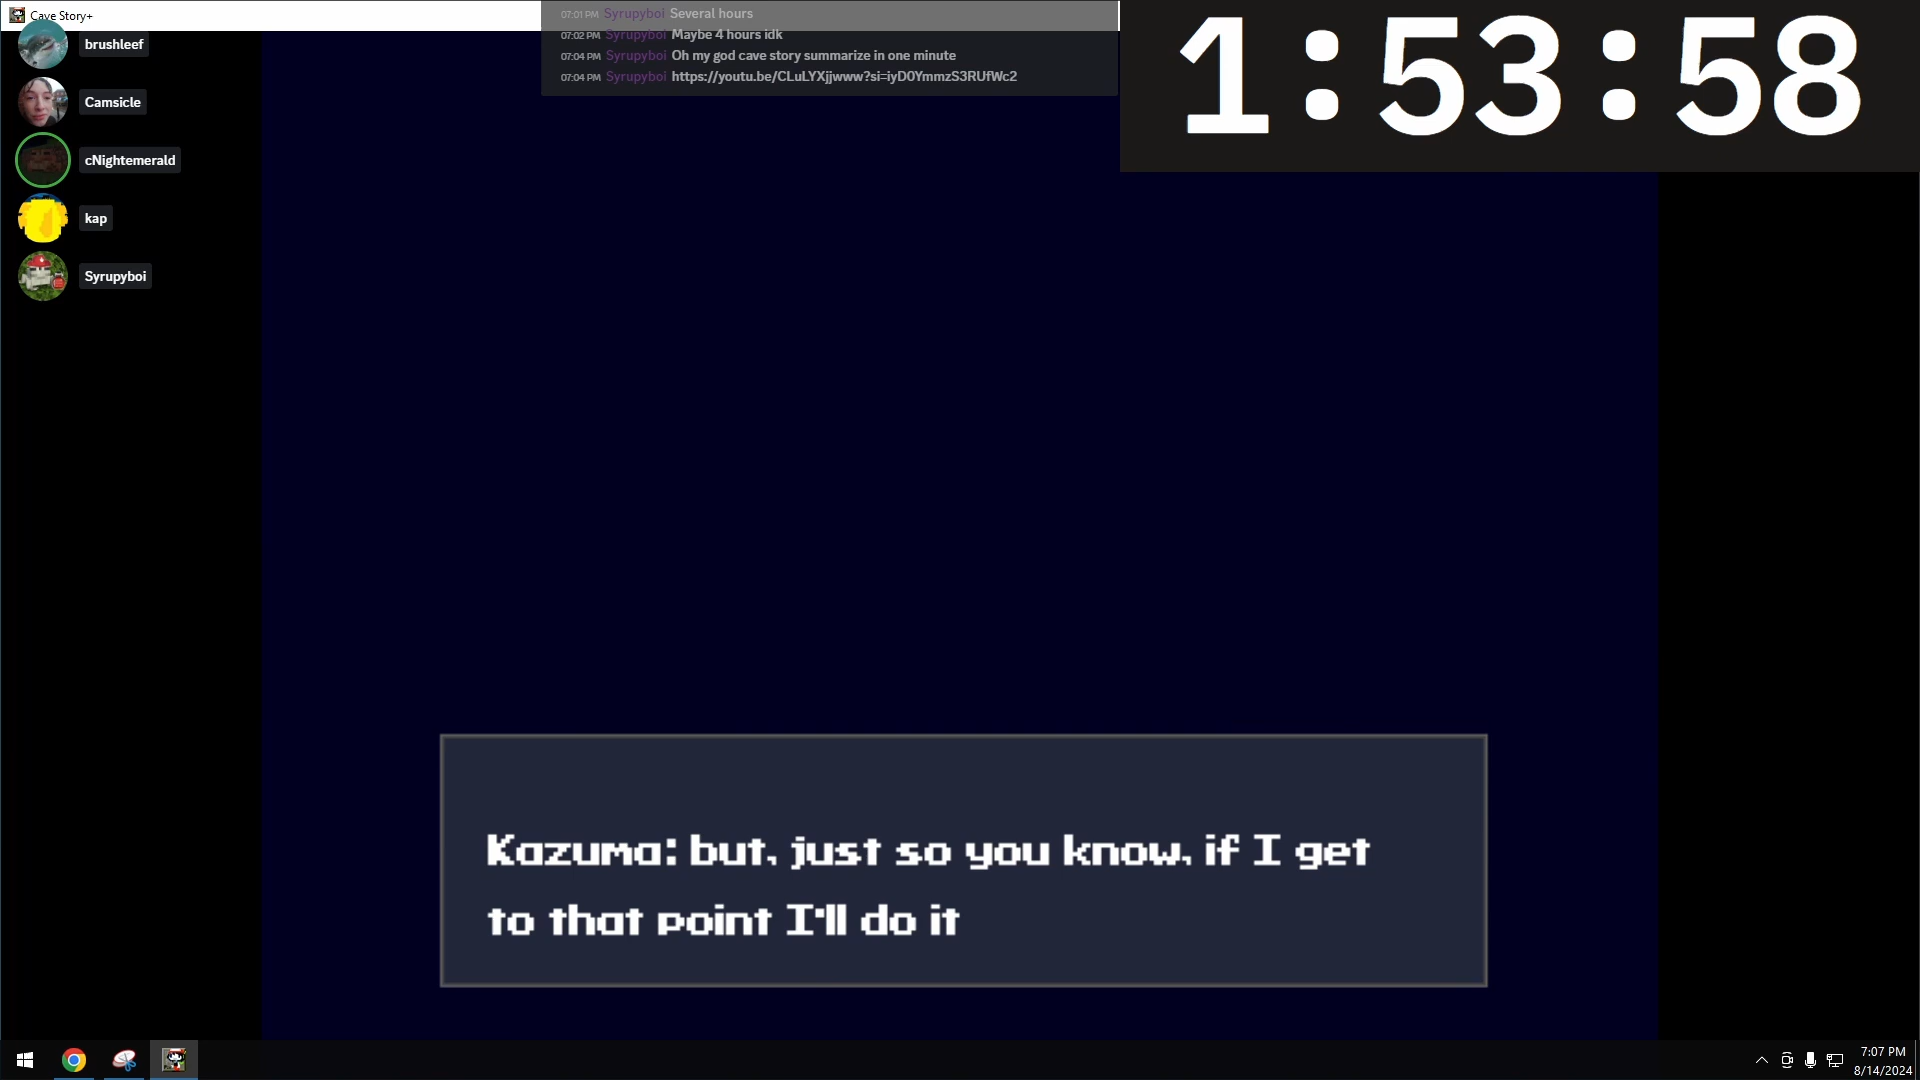 Cave Story+
brushleef
Camsicle
cNightemerald
kap
Syrupyboi
07:01 PM Syrupyboi Several hours
07:02 PM Syrupyboi Maybe 4 hours idk
07:04 PM Syrupyboi Oh my god cave story summarize in one minute
07:04 PM Syrupyboi https://youtu.be/CLuLYXjjwww?si=iyD0YmmzS3RUfWc2
1:53:58
Kazuma: but, just so you know, if I get
to that point I'll do it
7:07 PM
8/14/2024